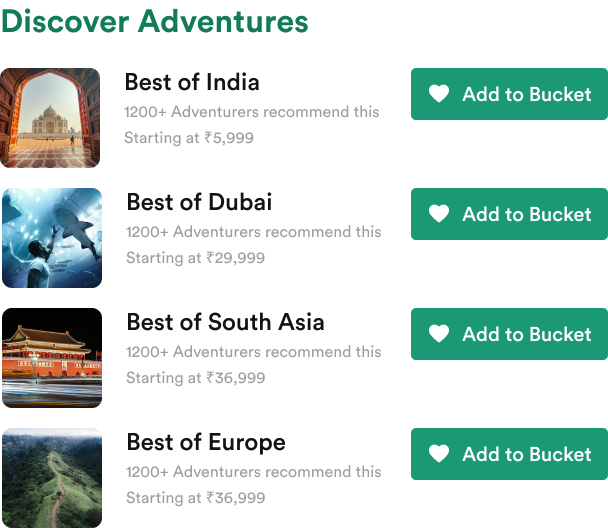 Discover Adventures
Best of India
1200+ Adventurers recommend this
Starting at ₹5,999
Add to Bucket
Best of Dubai
1200+ Adventurers recommend this
Starting at ₹29,999
Add to Bucket
Best of South Asia
1200+ Adventurers recommend this
Starting at ₹36,999
Add to Bucket
Best of Europe
1200+ Adventurers recommend this
Starting at ₹36,999
Add to Bucket